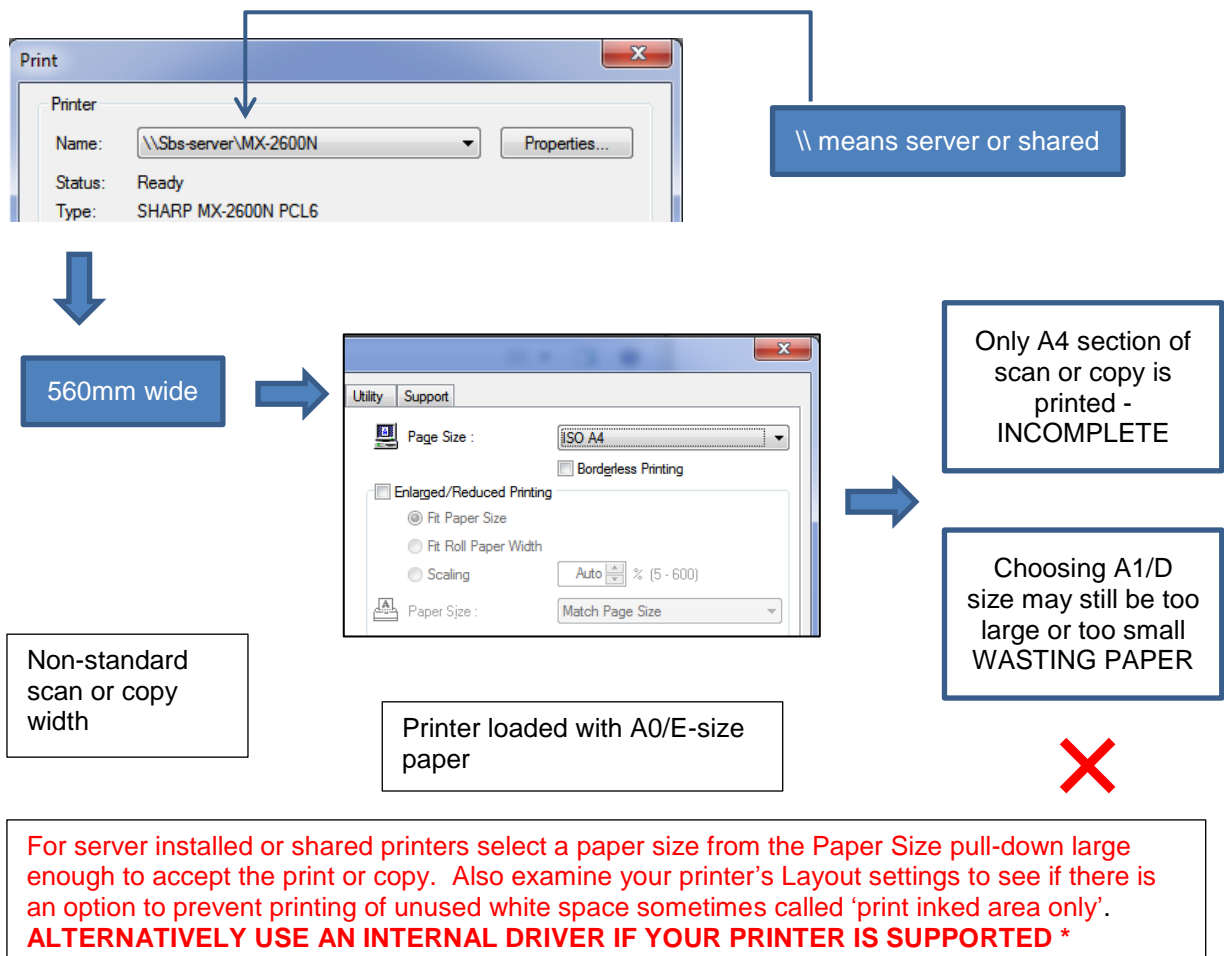 Print
Printer
Name: \\Sbs-server\MX-2600N Properties...
Status: Ready
Type: SHARP MX-2600N PCL6
\\ means server or shared
560mm wide
Utility Support
Page Size : ISO A4
Borderless Printing
Enlarged/Reduced Printing
Fit Paper Size
Fit Roll Paper Width
Scaling Auto % (5 - 600)
Paper Size : Match Page Size
Only A4 section of
scan or copy is
printed -
INCOMPLETE
Choosing A1/D
size may still be too
large or too small
WASTING PAPER
Non-standard
scan or copy
width
Printer loaded with A0/E-size
paper
For server installed or shared printers select a paper size from the Paper Size pull-down large
enough to accept the print or copy.  Also examine your printer’s Layout settings to see if there is
an option to prevent printing of unused white space sometimes called ‘print inked area only’.
ALTERNATIVELY USE AN INTERNAL DRIVER IF YOUR PRINTER IS SUPPORTED *